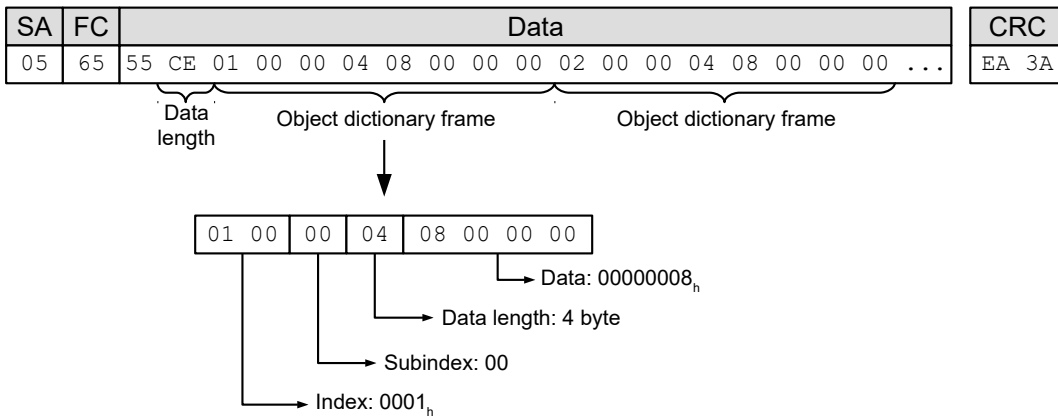 SA FC Data CRC
05 65 55 CE 01 00 00 04 08 00 00 00 02 00 00 04 08 00 00 00 ... EA 3A
Data length
Object dictionary frame
Object dictionary frame
01 00 00 04 08 00 00 00
Data: 00000008h
Data length: 4 byte
Subindex: 00
Index: 0001h